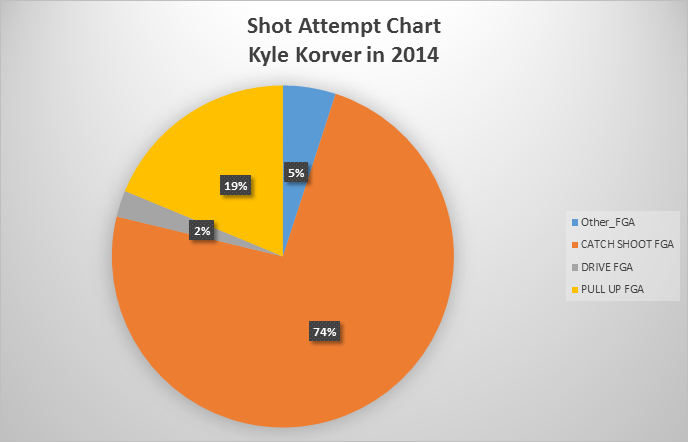 Shot Attempt Chart
Kyle Korver in 2014
5%
19%
2%
74%
Other_FGA
CATCH SHOOT FGA
DRIVE FGA
PULL UP FGA